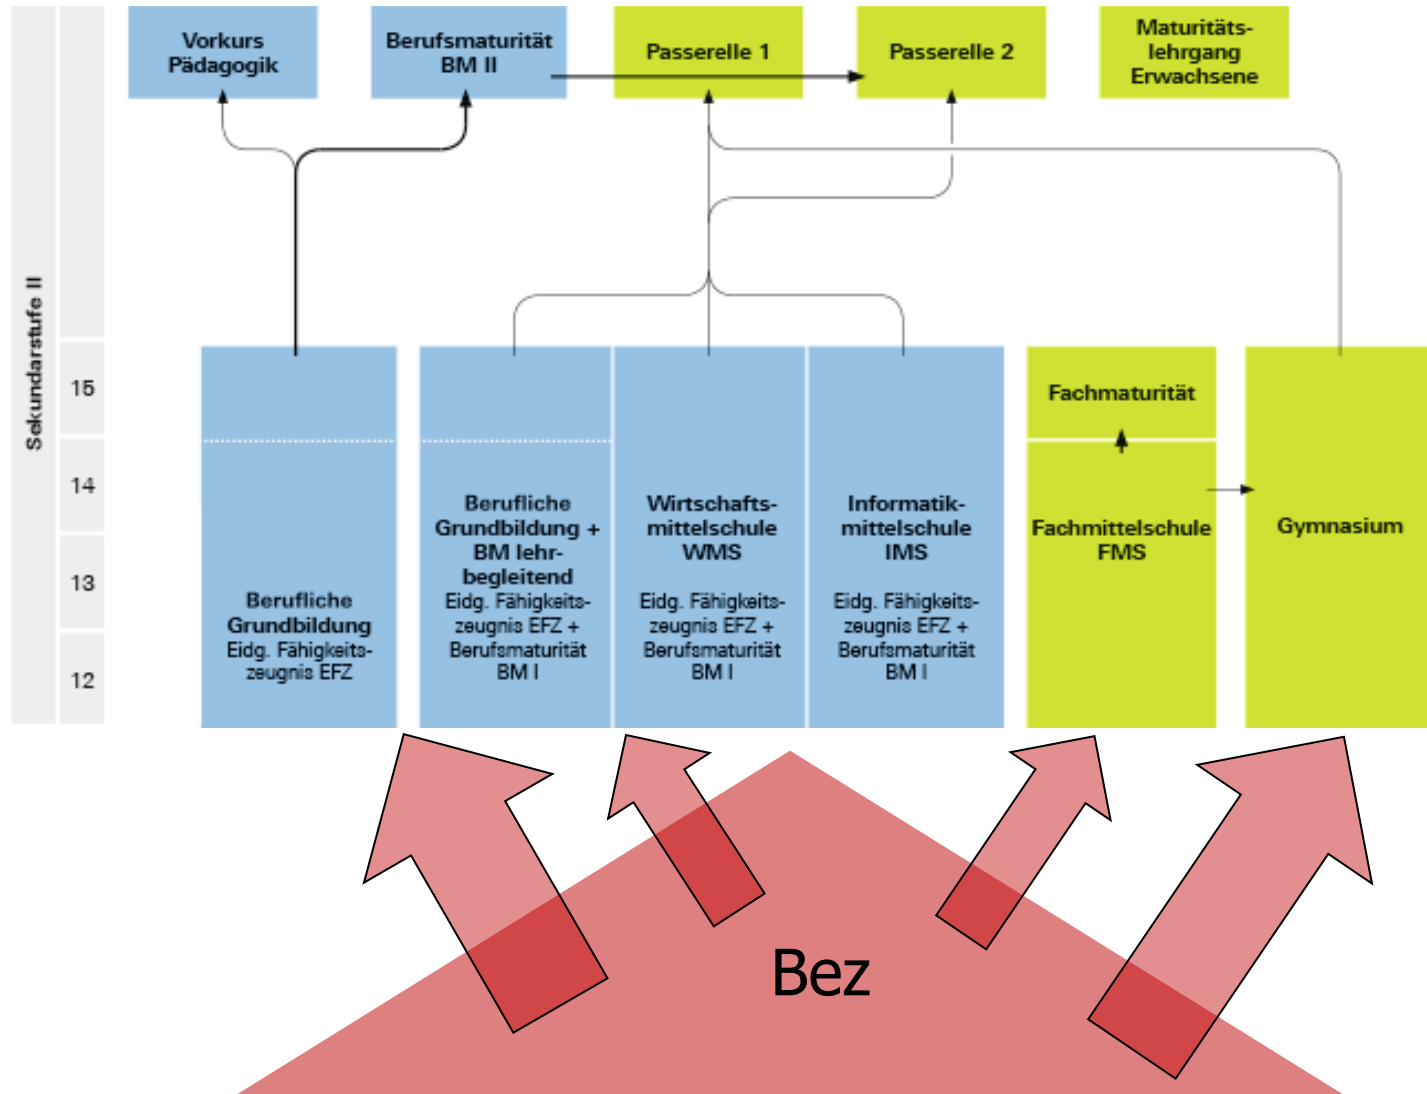 Vorkurs
Pädagogik
Berufsmaturität
BM II
Passerelle 1
Passerelle 2
Maturitäts-
lehrgang
Erwachsene
Sekundarstufe II
15
14
13
12
Berufliche
Grundbildung
Eidg. Fähigkeits-
zeugnis EFZ
Berufliche
Grundbildung +
BM lehr-
begleitend
Eidg. Fähigkeits-
zeugnis EFZ +
Berufsmaturität
BM I
Wirtschafts-
mittelschule
WMS
Eidg. Fähigkeits-
zeugnis EFZ +
Berufsmaturität
BM I
Informatik-
mittelschule
IMS
Eidg. Fähigkeits-
zeugnis EFZ +
Berufsmaturität
BM I
Fachmaturität
Fachmittelschule
FMS
Gymnasium
Bez